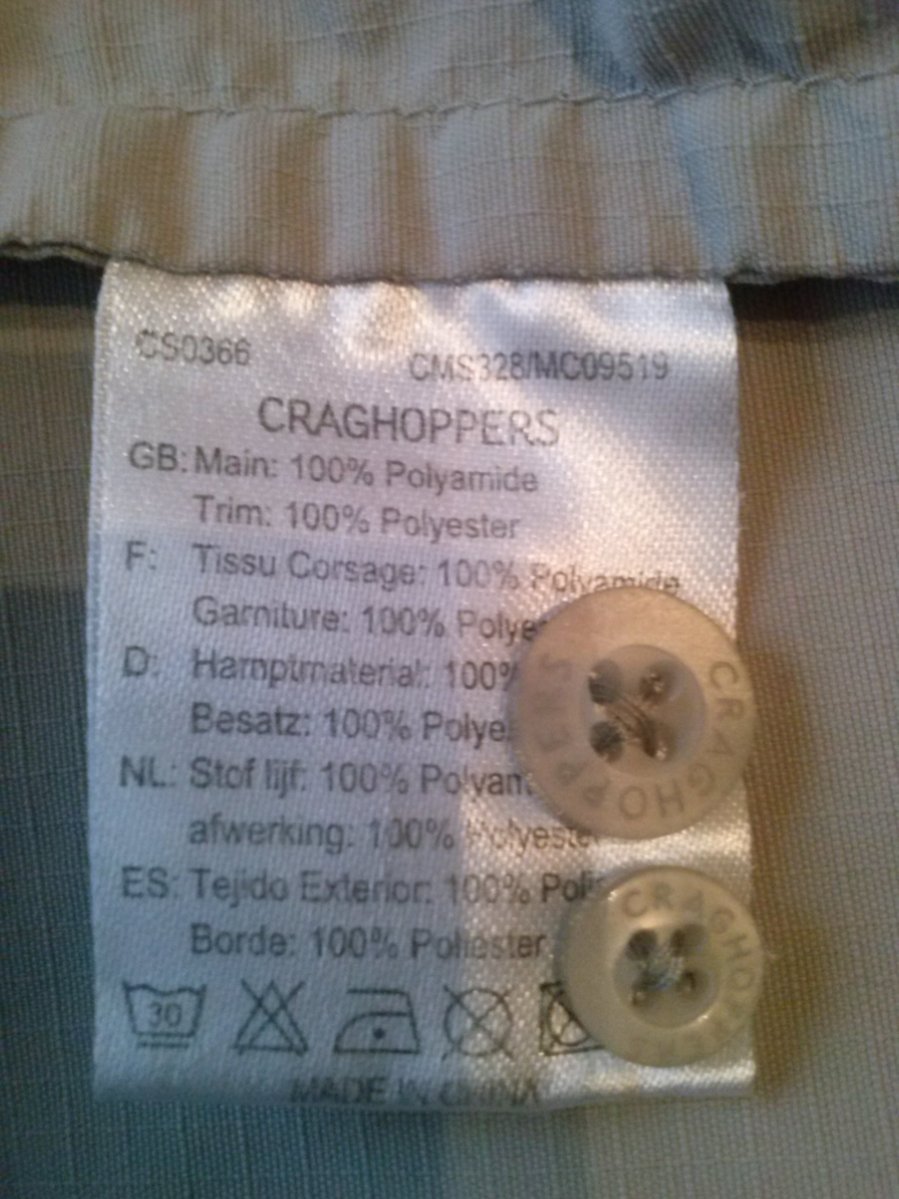 CS0366 CMS328/MC09519
CRAGHOPPERS
GB: Main: 100% Polyamide
Trim: 100% Polyester
F: Tissu Corsage: 100% Polyamide
Garniture: 100%
D: Hamptmaterial: 100%
Besatz: 100%
NL: Stof lijf: 100%
afwerking: 100%
ES: Tejido Exterior: 100%
Borde: 100% Poliester
30
MADE IN CHINA
CRAGHOPPERS
CRAGHOPPERS